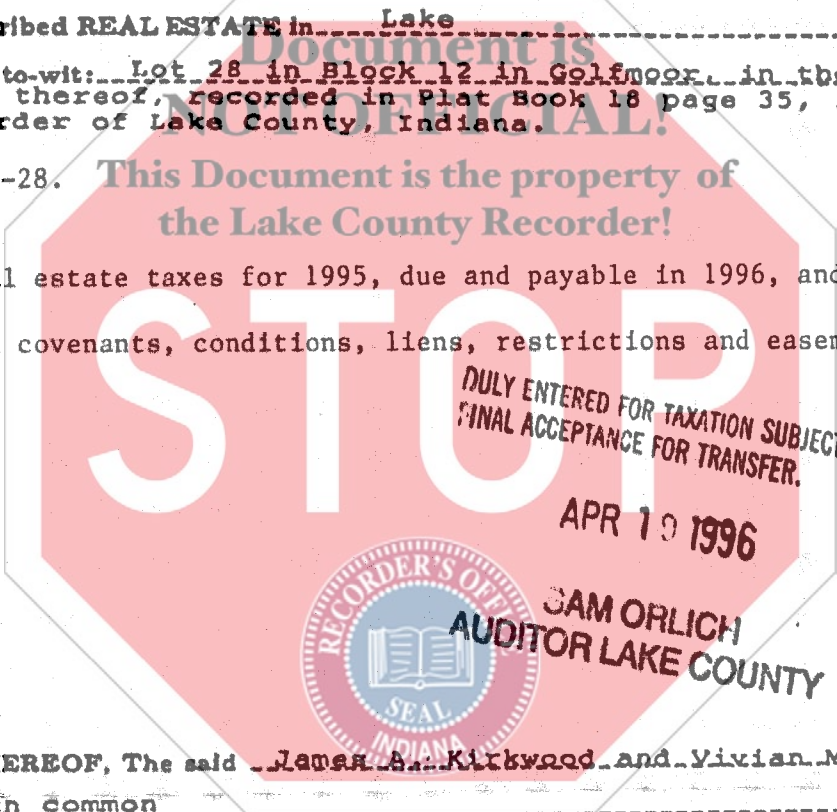 ribed REAL ESTATE in Lake
Document is
to-wit: Lot 28 in Block 12 in Golfmoor, in the
thereof, recorded in Plat Book 18 page 35,
NOT OFFICIAL!
rder of Lake County, Indiana.
-28.
This Document is the property of
the Lake County Recorder!
l estate taxes for 1995, due and payable in 1996, and
covenants, conditions, liens, restrictions and easem
STOP
DULY ENTERED FOR TAXATION SUBJECT
FINAL ACCEPTANCE FOR TRANSFER.
APR 19 1996
SAM ORLICH
AUDITOR LAKE COUNTY
RECORDER'S OFFIC
SEAL
INDIANA
EREOF, The said James A. Kirkwood and Vivian M
in common